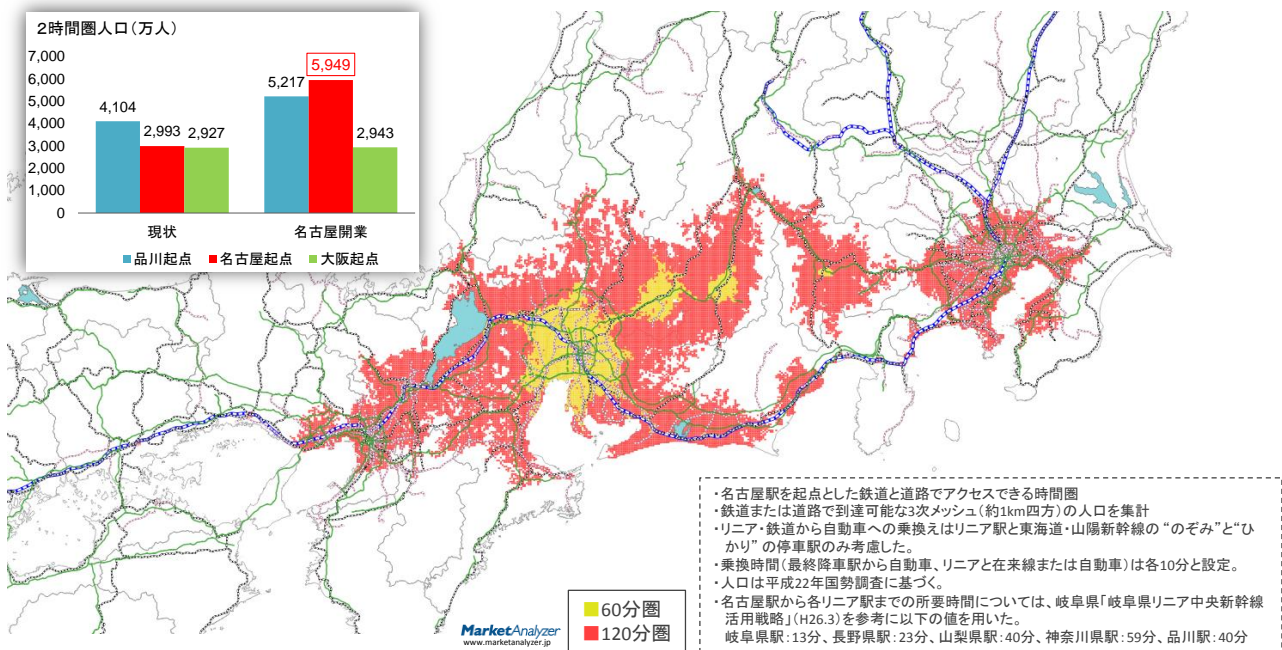 2時間圏人口(万人)
7,000
6,000
5,000
4,000
3,000
2,000
1,000
0
4,104
2,993
2,927
5,217
5,949
2,943
現状
名古屋開業
品川起点
名古屋起点
大阪起点
・名古屋駅を起点とした鉄道と道路でアクセスできる時間圏
・鉄道または道路で到達可能な3次メッシュ(約1km四方)の人口を集計
・リニア・鉄道から自動車への乗換えはリニア駅と東海道・山陽新幹線の“のぞみ”と“ひ
かり” の停車駅のみ考慮した。
・乗換時間(最終降車駅から自動車、リニアと在来線または自動車)は各10分と設定。
・人口は平成22年国勢調査に基づく。
・名古屋駅から各リニア駅までの所要時間については、岐阜県「岐阜県リニア中央新幹線
活用戦略」(H26.3)を参考に以下の値を用いた。
岐阜県駅:13分、長野県駅:23分、山梨県駅:40分、神奈川県駅:59分、品川駅:40分
60分圏
120分圏
MarketAnalyzer
www.marketanalyzer.jp